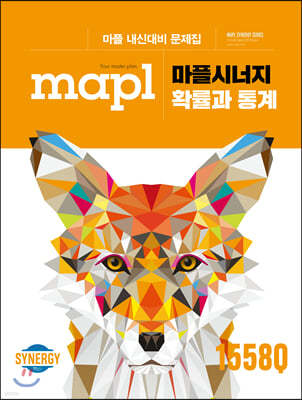 마플 내신대비 문제집
Your master plan.
mapl
마플시너지
확률과 통계
SYNERGY
1558Q